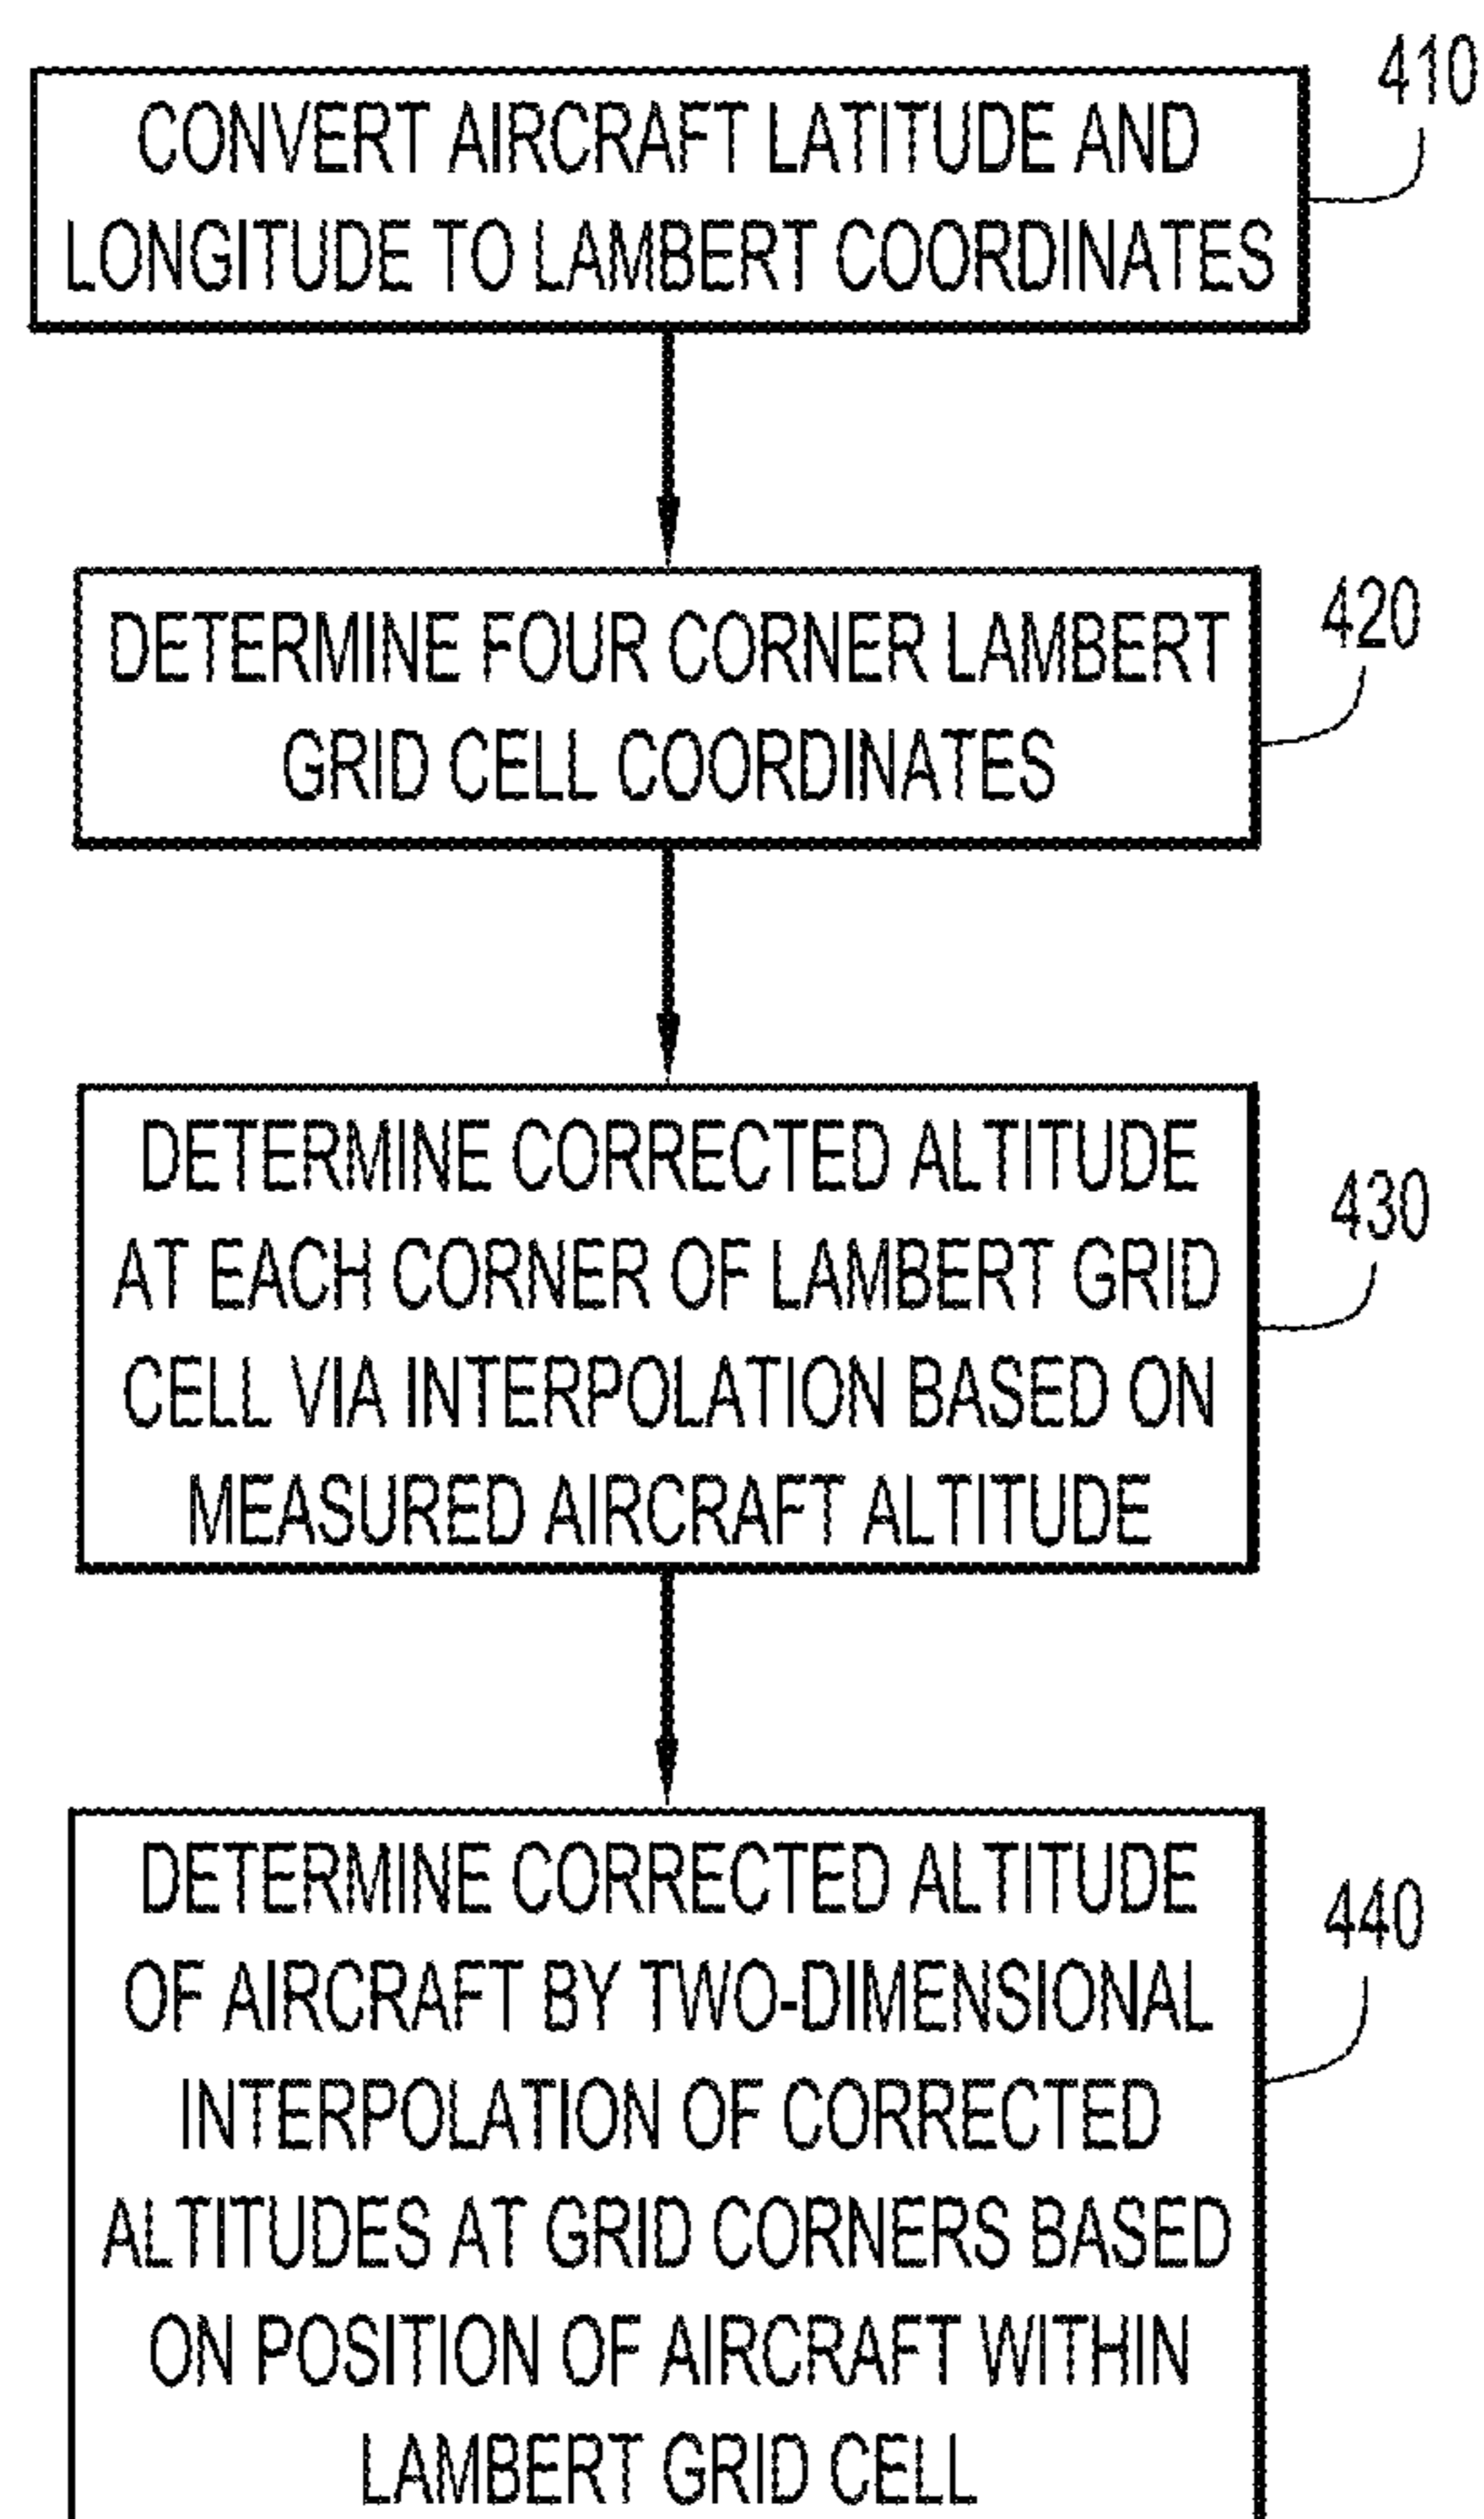 410
CONVERT AIRCRAFT LATITUDE AND
LONGITUDE TO LAMBERT COORDINATES
420
DETERMINE FOUR CORNER LAMBERT
GRID CELL COORDINATES
430
DETERMINE CORRECTED ALTITUDE
AT EACH CORNER OF LAMBERT GRID
CELL VIA INTERPOLATION BASED ON
MEASURED AIRCRAFT ALTITUDE
440
DETERMINE CORRECTED ALTITUDE
OF AIRCRAFT BY TWO-DIMENSIONAL
INTERPOLATION OF CORRECTED
ALTITUDES AT GRID CORNERS BASED
ON POSITION OF AIRCRAFT WITHIN
LAMBERT GRID CELL